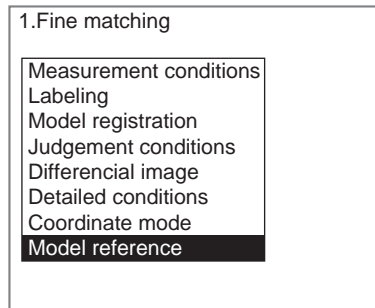 1.Fine matching
Measurement conditions
Labeling
Model registration
Judgement conditions
Differencial image
Detailed conditions
Coordinate mode
Model reference